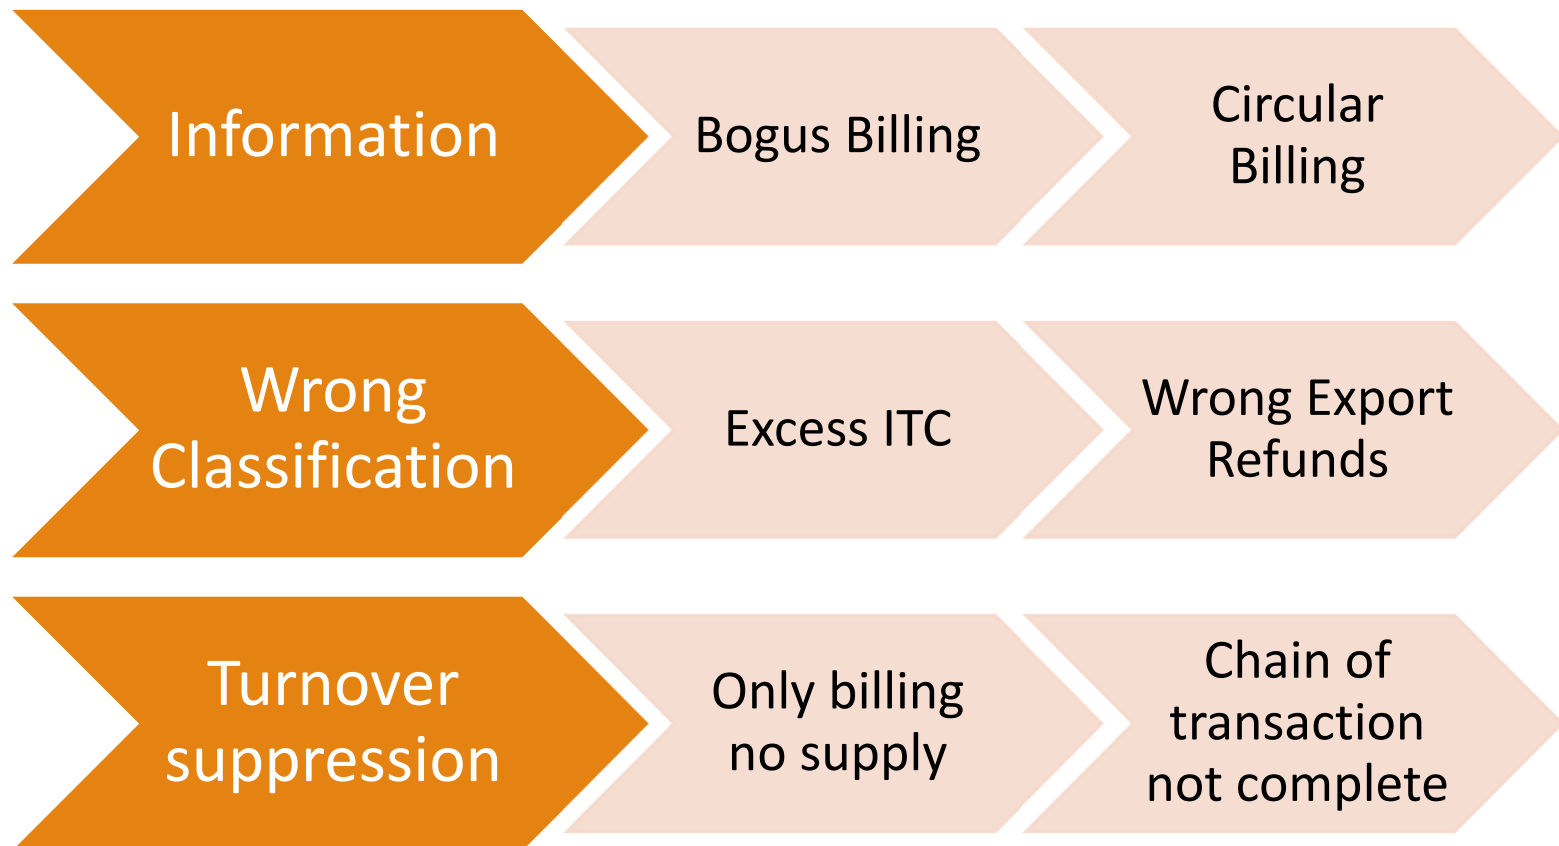 Information
Bogus Billing
Circular
Billing
Wrong
Classification
Excess ITC
Wrong Export
Refunds
Turnover
suppression
Only billing
no supply
Chain of
transaction
not complete